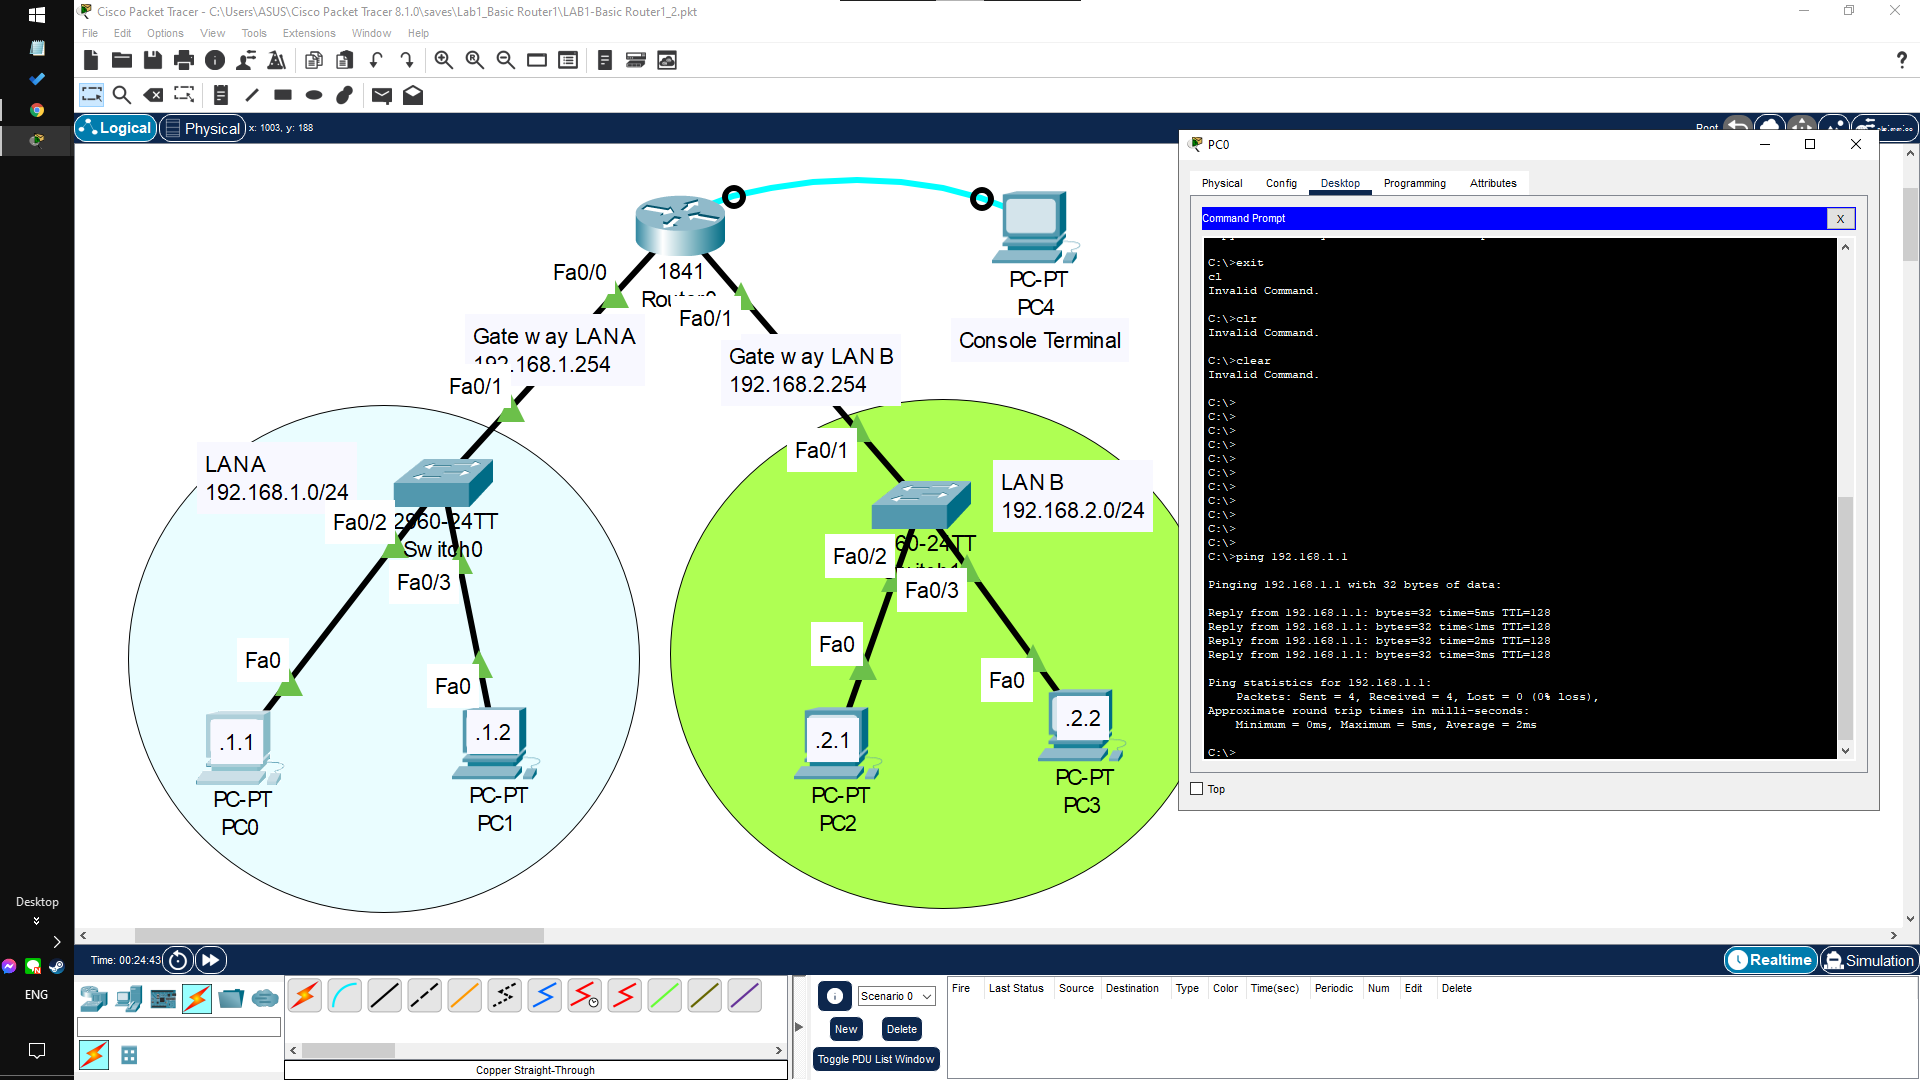 Cisco Packet Tracer - C:\Users\ASUS\Cisco Packet Tracer 8.1.0\saves\Lab1_Basic Router1\LAB1-Basic Router1_2.pkt
File Edit Options View Tools Extensions Window Help
?
Logical Physical x: 1003, y: 188
Root
PC0
Physical Config Desktop Programming Attributes
Command Prompt X
C:\>exit
cl
Invalid Command.
C:\>clr
Invalid Command.
C:\>clear
Invalid Command.
C:\>
C:\>
C:\>
C:\>
C:\>
C:\>
C:\>
C:\>
C:\>
C:\>
C:\>
C:\>ping 192.168.1.1
Pinging 192.168.1.1 with 32 bytes of data:
Reply from 192.168.1.1: bytes=32 time=5ms TTL=128
Reply from 192.168.1.1: bytes=32 time<1ms TTL=128
Reply from 192.168.1.1: bytes=32 time=2ms TTL=128
Reply from 192.168.1.1: bytes=32 time=3ms TTL=128
Ping statistics for 192.168.1.1:
Packets: Sent = 4, Received = 4, Lost = 0 (0% loss),
Approximate round trip times in milli-seconds:
Minimum = 0ms, Maximum = 5ms, Average = 2ms
C:\>
Top
Fa0/0
1841
Fa0/1
PC-PT
PC4
Console Terminal
Gate way LAN A
192.168.1.254
Fa0/1
Gate way LAN B
192.168.2.254
LAN A
192.168.1.0/24
Fa0/2
2960-24TT
Switch0
Fa0/3
Fa0
Fa0
.1.1
PC-PT
PC0
.1.2
PC-PT
PC1
Fa0/1
LAN B
192.168.2.0/24
Fa0/2
60-24TT
Fa0/3
Fa0
Fa0
.2.1
PC-PT
PC2
.2.2
PC-PT
PC3
Desktop
ENG
Time: 00:24:43
Realtime Simulation
Copper Straight-Through
Scenario 0
New Delete
Toggle PDU List Window
Fire Last Status Source Destination Type Color Time(sec) Periodic Num Edit Delete